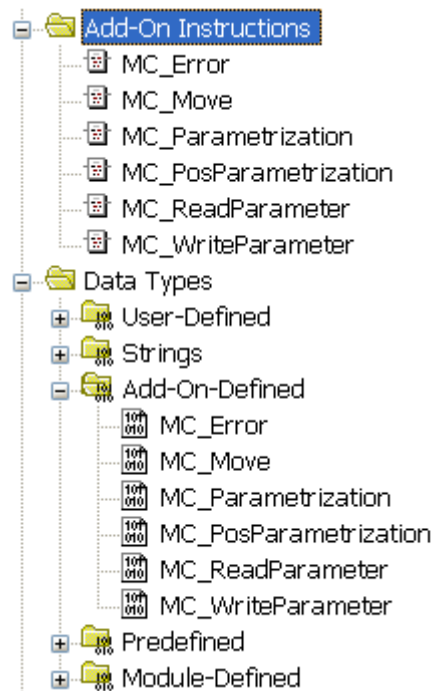 Add-On Instructions
MC_Error
MC_Move
MC_Parametrization
MC_PosParametrization
MC_ReadParameter
MC_WriteParameter
Data Types
User-Defined
Strings
Add-On-Defined
MC_Error
MC_Move
MC_Parametrization
MC_PosParametrization
MC_ReadParameter
MC_WriteParameter
Predefined
Module-Defined